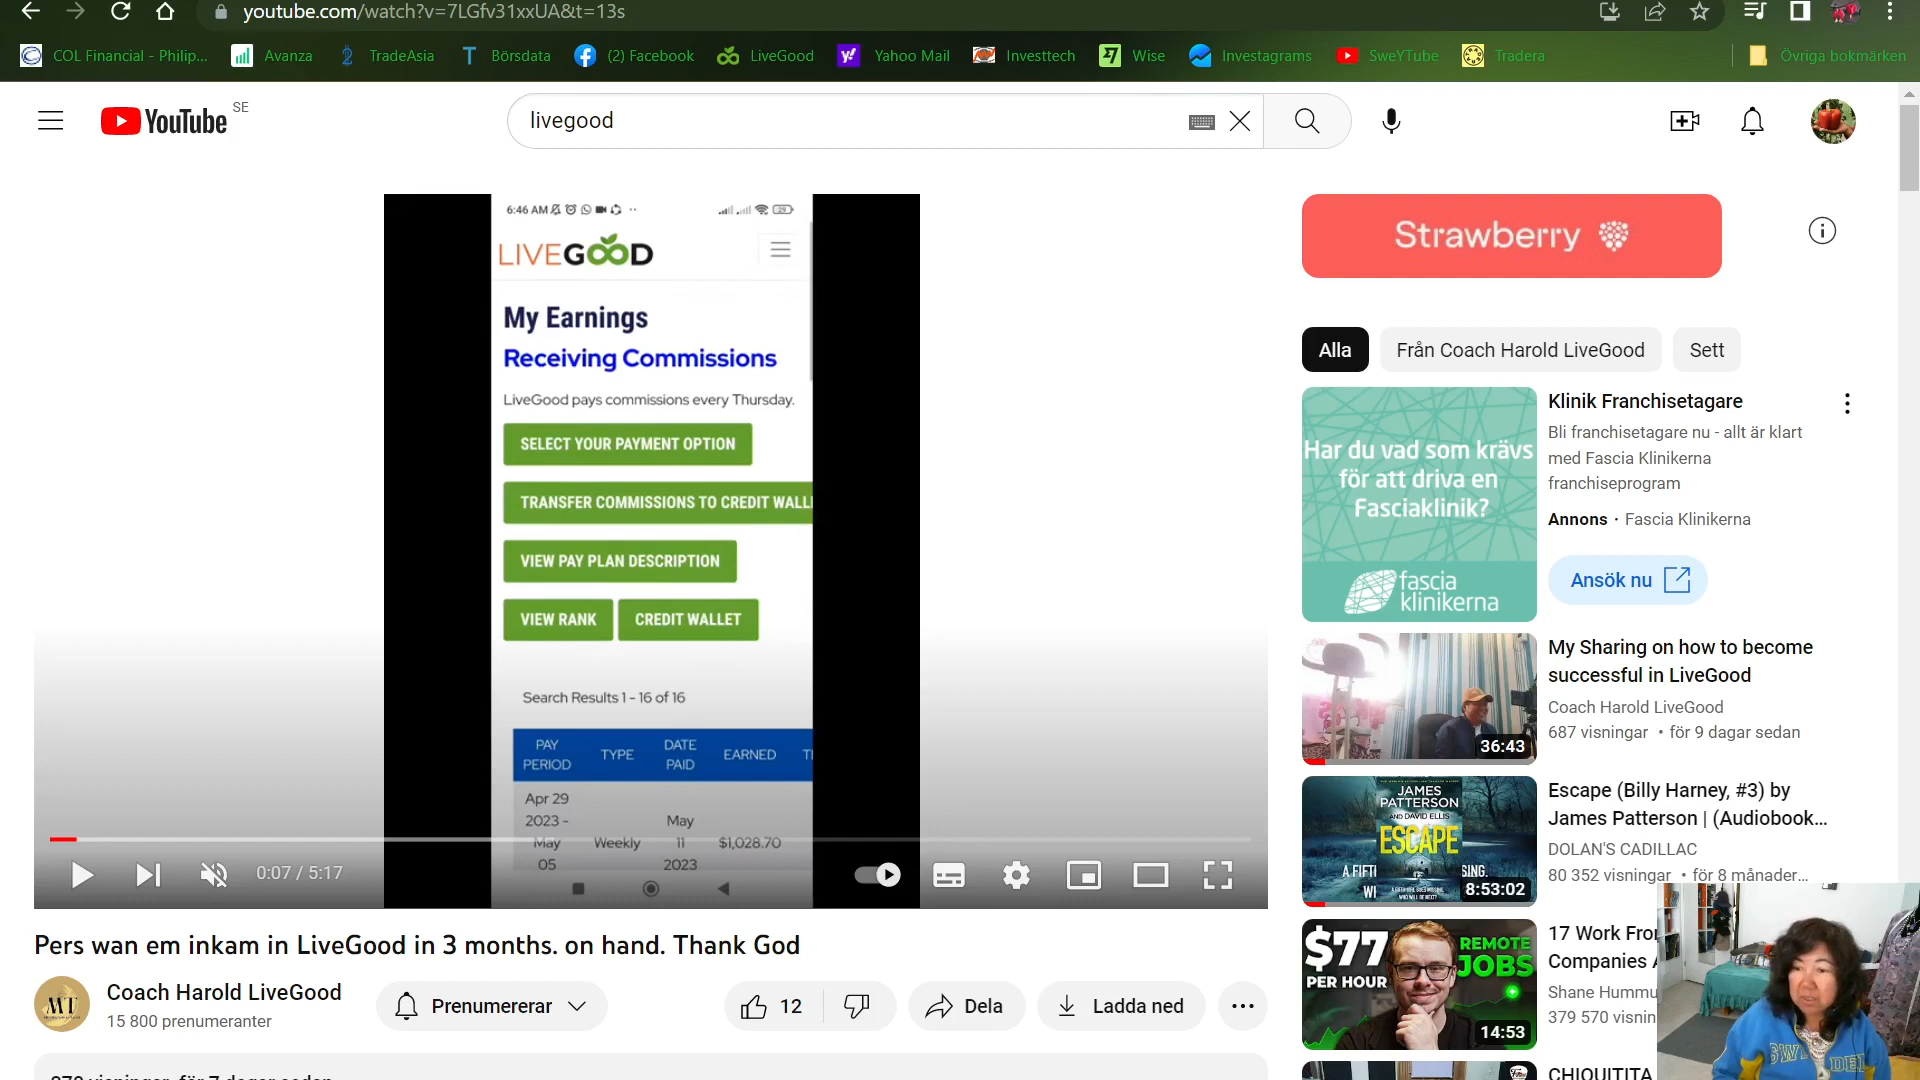 youtube.com/watch?v=7LGfv31xxUA&t=13s
COL Financial - Philip...
Avanza
TradeAsia
Börsdata
(2) Facebook
LiveGood
Yahoo Mail
Investtech
Wise
Investagrams
SweYTube
Tradera
Övriga bokmärken
YouTube SE
livegood
6:46 AM
29
LIVEGOOD
My Earnings
Receiving Commissions
LiveGood pays commissions every Thursday.
SELECT YOUR PAYMENT OPTION
TRANSFER COMMISSIONS TO CREDIT WALL
VIEW PAY PLAN DESCRIPTION
VIEW RANK
CREDIT WALLET
Search Results 1 - 16 of 16
PAY PERIOD
TYPE
DATE PAID
EARNED
Apr 29
2023 -
May
05
Weekly
May
11
2023
$1,028.70
0:07 / 5:17
Pers wan em inkam in LiveGood in 3 months. on hand. Thank God
MT
Coach Harold LiveGood
15 800 prenumeranter
Prenumererar
12
Dela
Ladda ned
Strawberry
Alla
Från Coach Harold LiveGood
Sett
Har du vad som krävs
för att driva en
Fasciaklinik?
fascia
klinikerna
Klinik Franchisetagare
Bli franchisetagare nu - allt är klart
med Fascia Klinikerna
franchiseprogram
Annons · Fascia Klinikerna
Ansök nu
36:43
My Sharing on how to become
successful in LiveGood
Coach Harold LiveGood
687 visningar · för 9 dagar sedan
JAMES
PATTERSON
AND DAVID ELLIS
ESCAPE
8:53:02
Escape (Billy Harney, #3) by
James Patterson | (Audiobook...
DOLAN'S CADILLAC
80 352 visningar · för 8 månader...
$77
PER HOUR
REMOTE
JOBS
14:53
17 Work Fro
Companies
Shane Hummu
379 570 visnin
CHIQUITITA